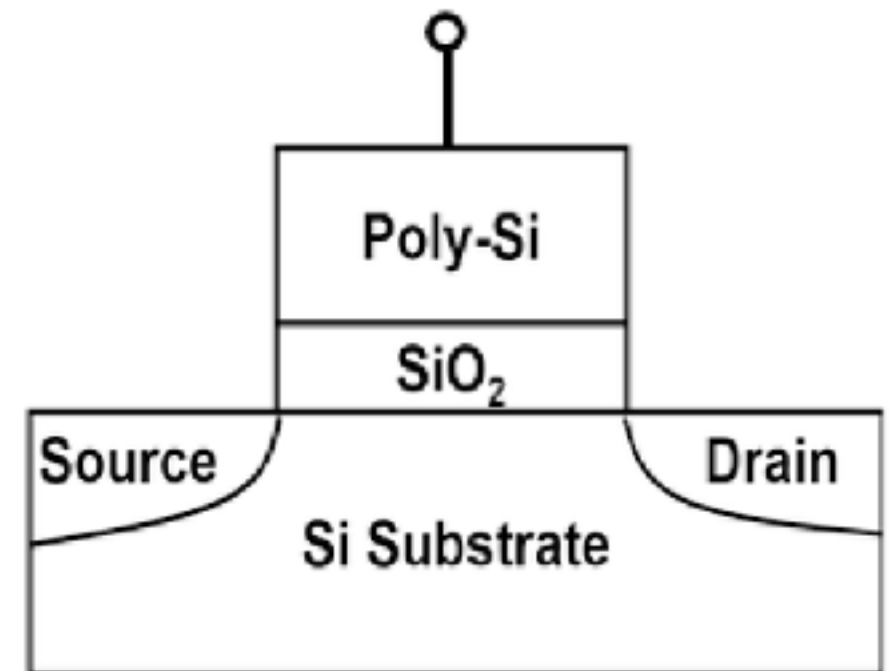 Poly-Si
SiO₂
Source
Drain
Si Substrate